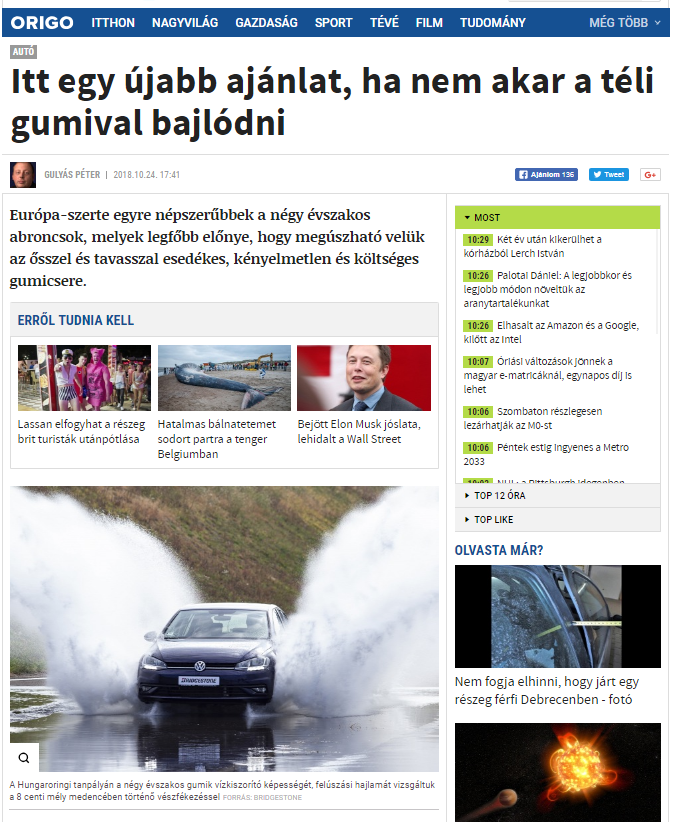 ORIGO ITTHON NAGYVILÁG GAZDASÁG SPORT TÉVÉ FILM TUDOMÁNY MÉG TÖBB
AUTÓ
Itt egy újabb ajánlat, ha nem akar a téli
gumival bajlódni
GULYÁS PÉTER | 2018.10.24. 17:41
Ajánlom 136
Tweet
G+
Európa-szerte egyre népszerűbbek a négy évszakos
abroncsok, melyek legfőbb előnye, hogy megúszható velük
az ősszel és tavasszal esedékes, kényelmetlen és költséges
gumicsere.
ERRŐL TUDNIA KELL
Lassan elfogyhat a részeg
brit turisták utánpótlása
Hatalmas bálnatetemet
sodort partra a tenger
Belgiumban
Bejött Elon Musk jóslata,
lehidalt a Wall Street
BRIDGESTONE
A Hungaroringi tanpályán a négy évszakos gumik vízkiszorító képességét, felúszási hajlamát vizsgáltuk
a 8 centi mély medencében történő vészfékezéssel FORRÁS: BRIDGESTONE
MOST
10:29 Két év után kikerülhet a
kórházból Lerch István
10:26 Palotai Dániel: A legjobbkor és
legjobb módon növeltük az
aranytartalékunkat
10:26 Elhasalt az Amazon és a Google,
kilőtt az Intel
10:07 Óriási változások jönnek a
magyar e-matricáknál, egynapos díj is
lehet
10:06 Szombaton részlegesen
lezárhatják az M0-st
10:06 Péntek estig ingyenes a Metro
2033
TOP 12 ÓRA
TOP LIKE
OLVASTA MÁR?
Nem fogja elhinni, hogy járt egy
részeg férfi Debrecenben - fotó